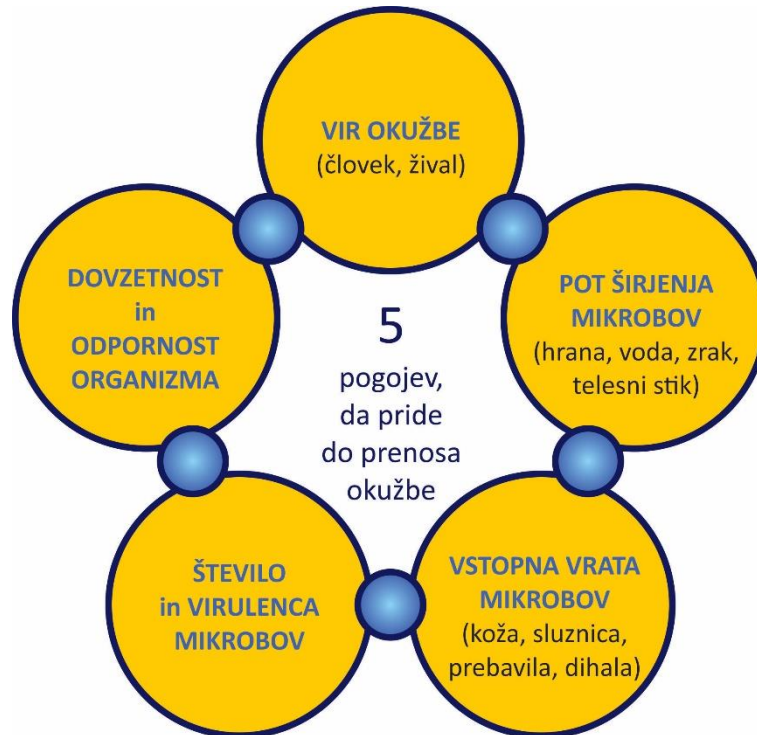 VIR OKUŽBE
(človek, žival)
POT ŠIRJENJA
MIKROBOV
(hrana, voda, zrak,
telesni stik)
VSTOPNA VRATA
MIKROBOV
(koža, sluznica,
prebavila, dihala)
ŠTEVILO
in VIRULENCA
MIKROBOV
DOVZETNOST
in
ODPORNOST
ORGANIZMA
5
pogojev,
da pride
do prenosa
okužbe